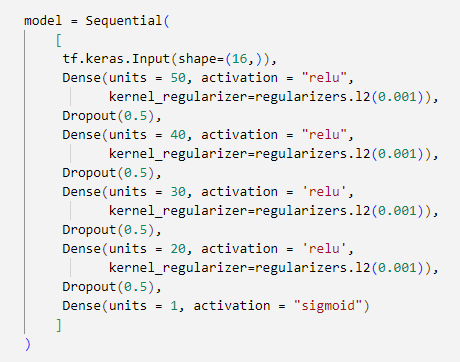 model = Sequential(
    [
     tf.keras.Input(shape=(16,)),
     Dense(units = 50, activation = "relu",
           kernel_regularizer=regularizers.l2(0.001)),
     Dropout(0.5),
     Dense(units = 40, activation = "relu",
           kernel_regularizer=regularizers.l2(0.001)),
     Dropout(0.5),
     Dense(units = 30, activation = 'relu',
           kernel_regularizer=regularizers.l2(0.001)),
     Dropout(0.5),
     Dense(units = 20, activation = 'relu',
           kernel_regularizer=regularizers.l2(0.001)),
     Dropout(0.5),
     Dense(units = 1, activation = "sigmoid")
    ]
)